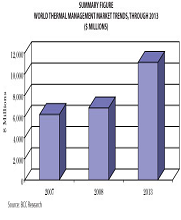 SUMMARY FIGURE
WORLD THERMAL MANAGEMENT MARKET TRENDS, THROUGH 2013
($ MILLIONS)
12,000
10,000
8,000
6,000
4,000
2,000
0
$ Millions
2007
2008
2013
Source: BCC Research